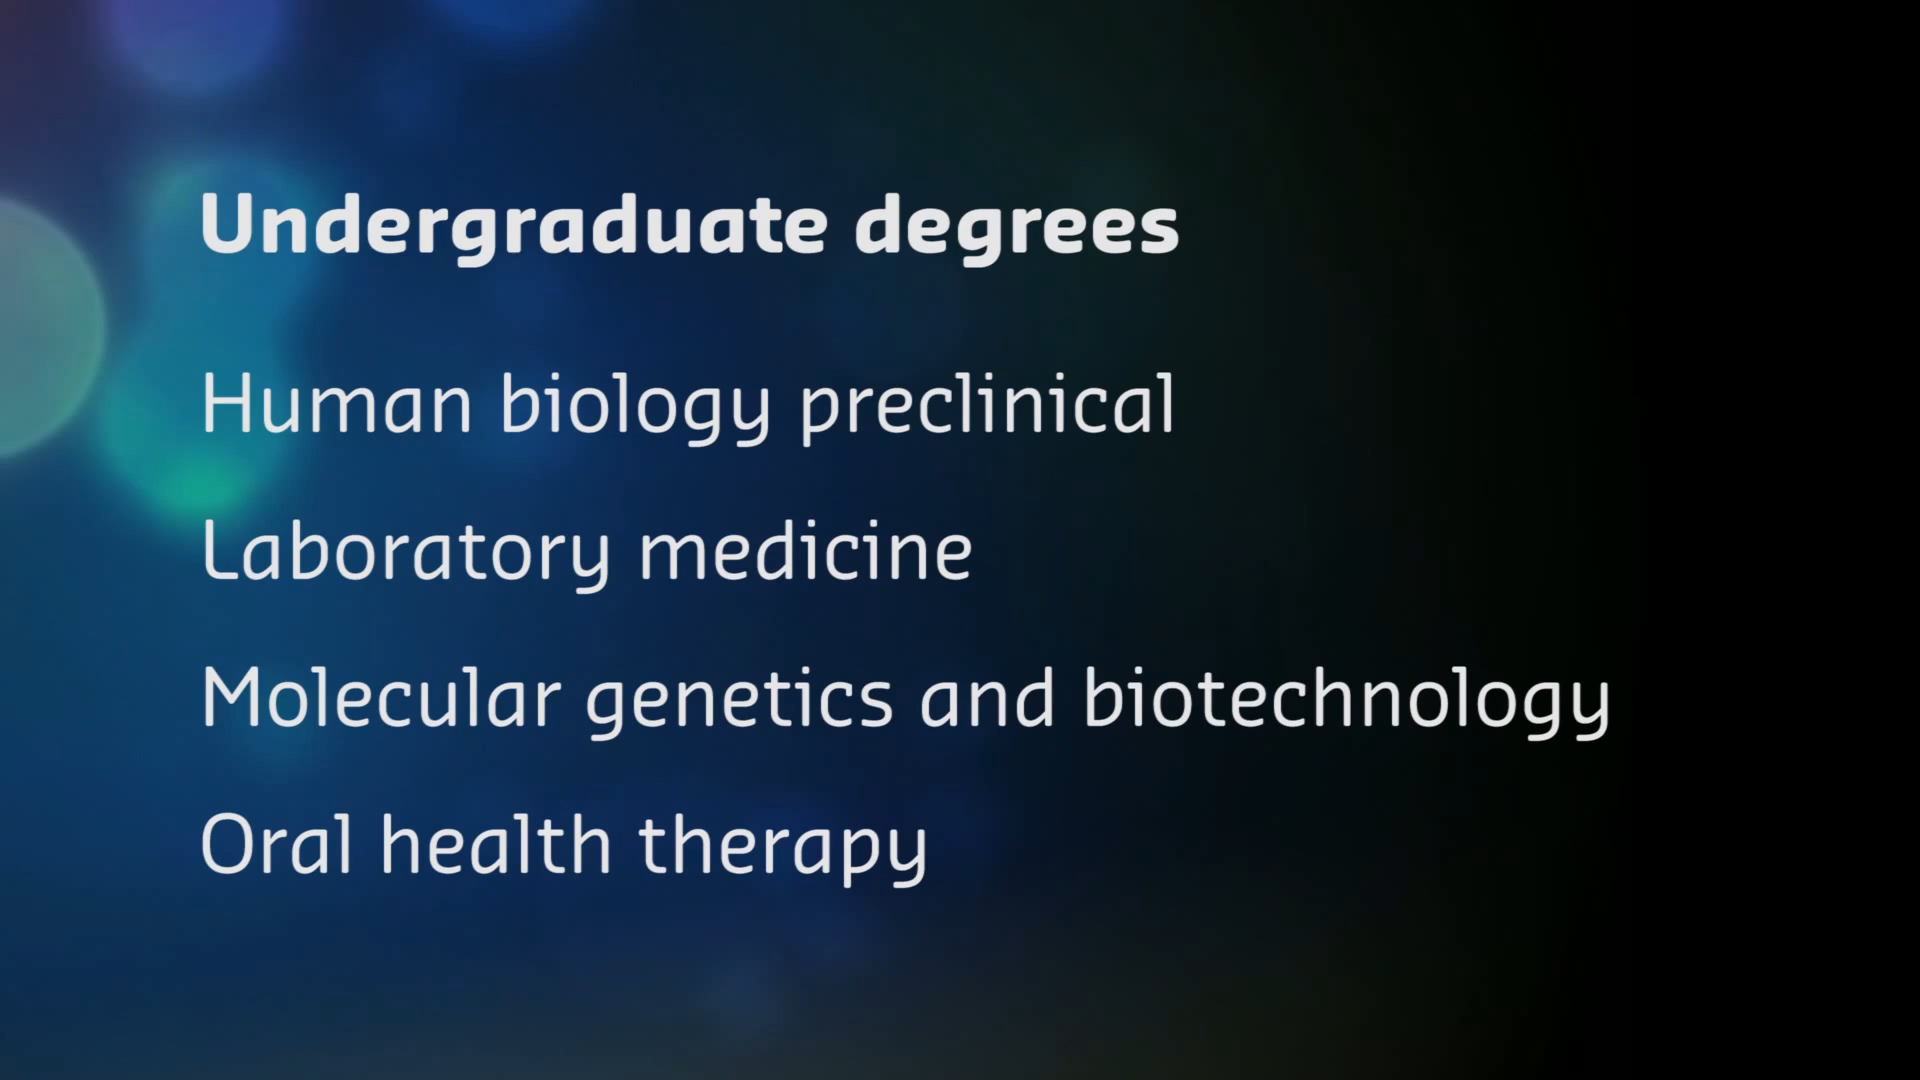 Undergraduate degrees
Human biology preclinical
Laboratory medicine
Molecular genetics and biotechnology
Oral health therapy